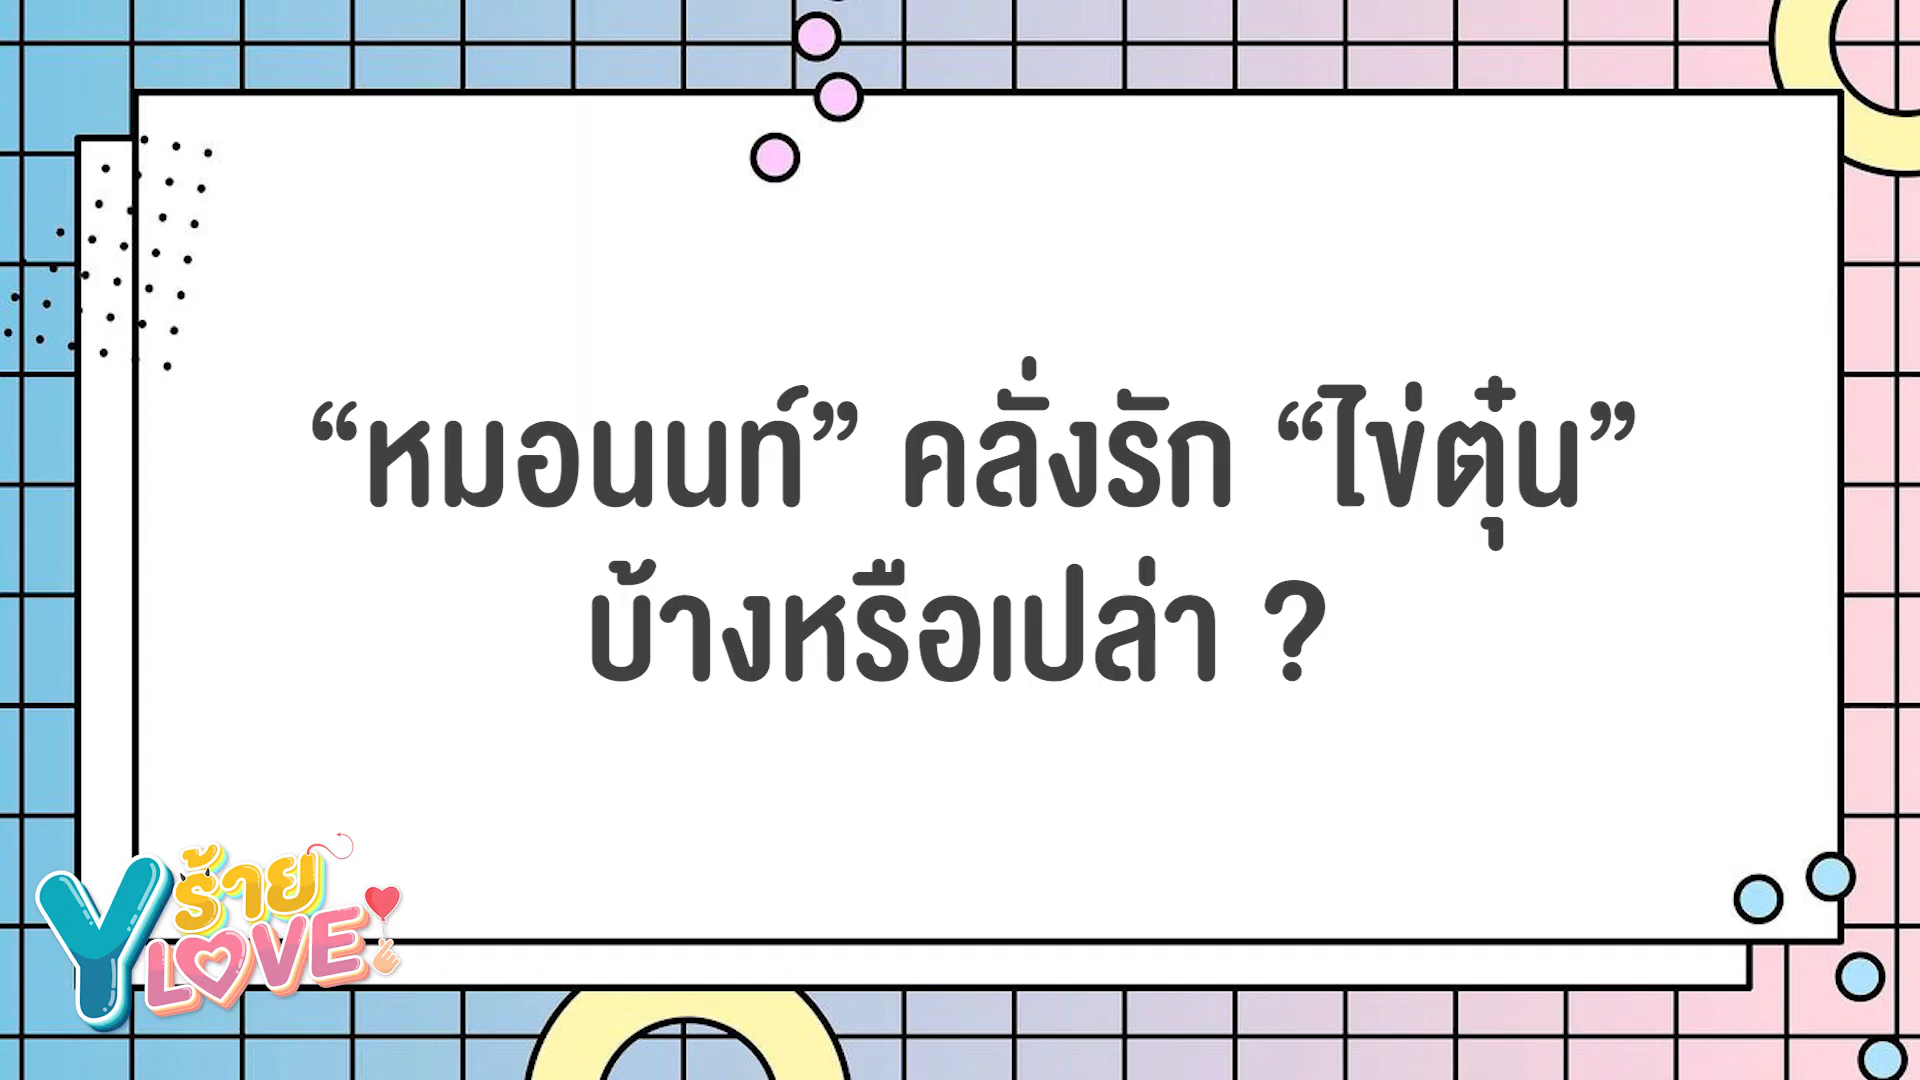 “หมอนนท์” คลั่งรัก “ไข่ตุ๋น”
บ้างหรือเปล่า ?
Yร้าย
LOVE